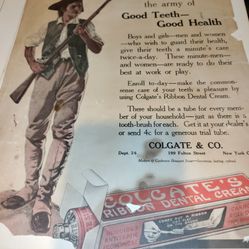 the army of
Good Teeth—
Good Health
Boys and girls—men and women
—who wish to guard their health,
give their teeth a minute's care
twice-a-day. These minute-men—
and women—are ready to do their
best at work or play.
Enroll to-day—make the common-
sense care of your teeth a pleasure by
using Colgate's Ribbon Dental Cream.
There should be a tube for every mem-
ber of your household—just as there is a
tooth-brush for each. Get it at your dealer's
or send 4c for a generous trial tube.
COLGATE & CO.
Dept. 24 199 Fulton Street New York
COLGATE'S
RIBBON DENTAL CREAM